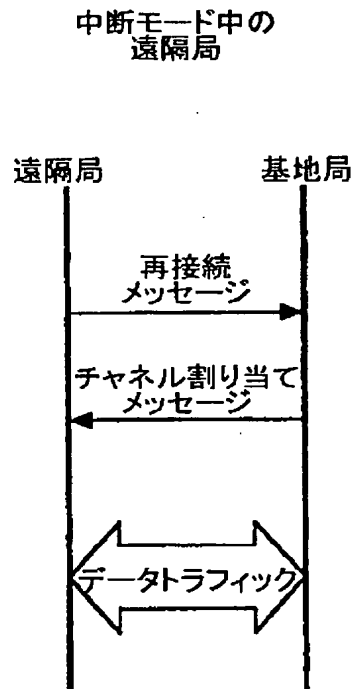 中断モード中の
遠隔局
遠隔局
基地局
再接続
メッセージ
チャネル割り当て
メッセージ
データトラフィック